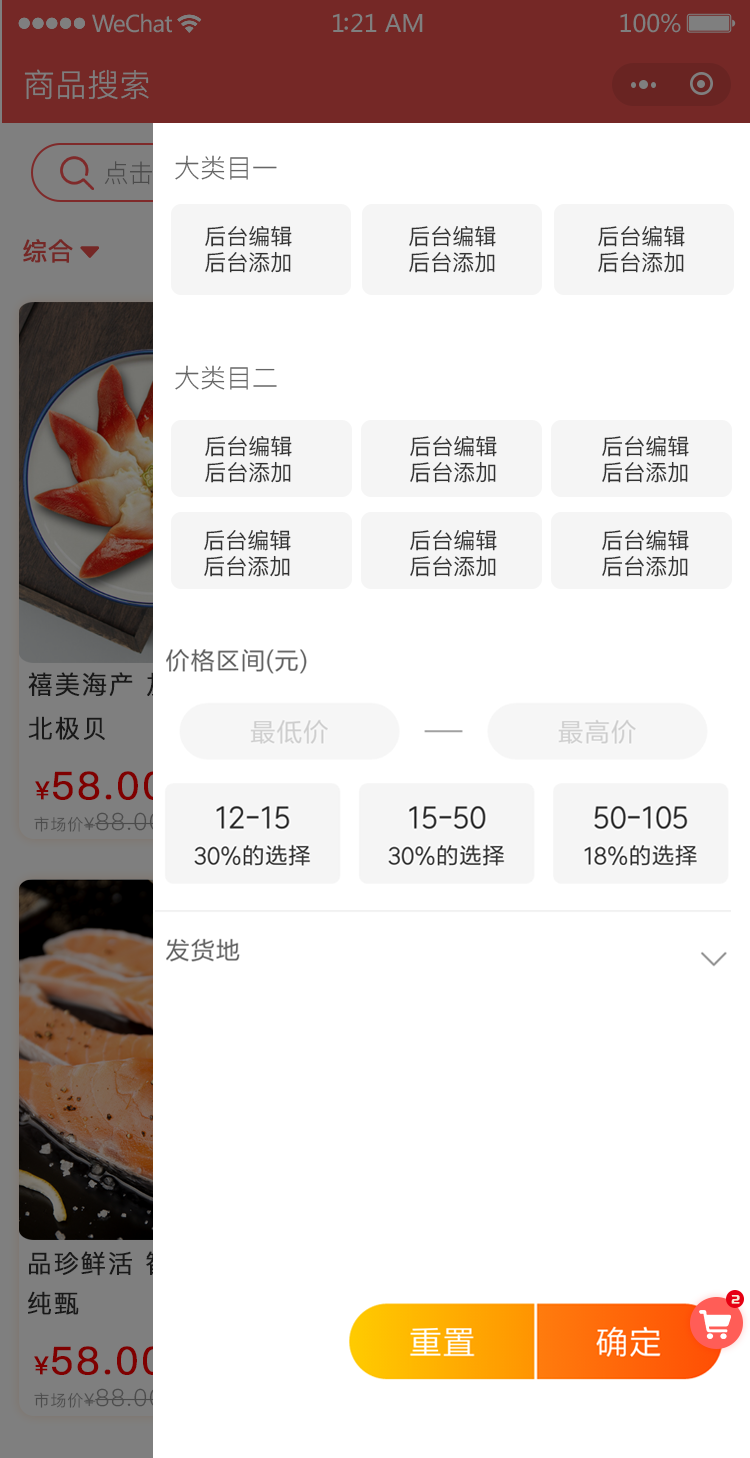 WeChat 1:21 AM 100%
商品搜索
点击
综合
大类目一
后台编辑 后台编辑 后台编辑
后台添加 后台添加 后台添加
大类目二
后台编辑 后台编辑 后台编辑
后台添加 后台添加 后台添加
后台编辑 后台编辑 后台编辑
后台添加 后台添加 后台添加
价格区间(元)
最低价 — 最高价
12-15 15-50 50-105
30%的选择 30%的选择 18%的选择
发货地
重置 确定
2
禧美海产
北极贝
¥58.00
市场价¥88.00
品珍鲜活
纯甄
¥58.00
市场价¥88.00